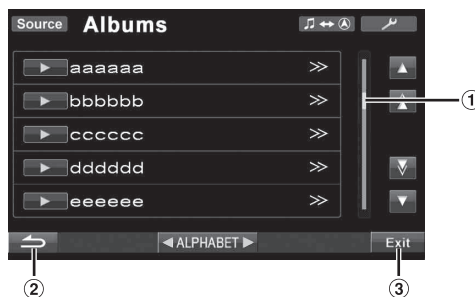 Source Albums
aaaaaa >>
bbbbbb >>
cccccc >>
dddddd >>
eeeeee >>
◀ ALPHABET ▶ Exit
1
2 3